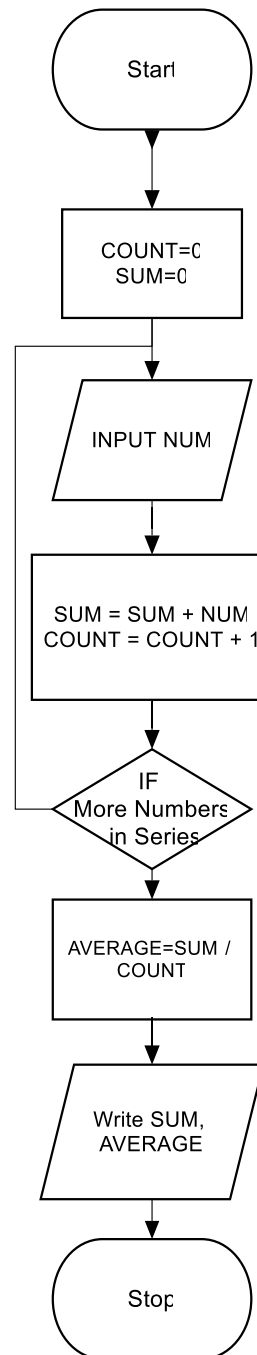 Start
COUNT=0
SUM=0
INPUT NUM
SUM = SUM + NUM
COUNT = COUNT + 1
IF
More Numbers
in Series
AVERAGE=SUM /
COUNT
Write SUM,
AVERAGE
Stop